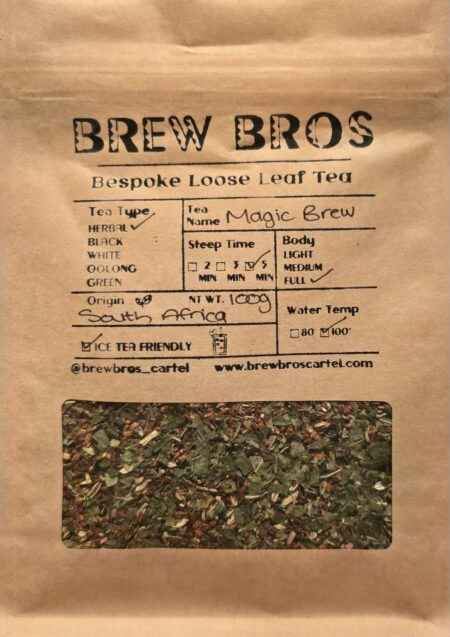 BREW BROS
Bespoke Loose Leaf Tea
Tea Type
HERBAL ✓
BLACK
WHITE
OOLONG
GREEN
Tea Name Magic Brew
Steep Time
☐ 2 MIN ☐ 3 MIN ☑ 5 MIN
Body
LIGHT
MEDIUM
FULL ✓
Origin
South Africa
NT WT. 100g
Water Temp
☐ 80° ☑ 100°
☑ ICE TEA FRIENDLY
@brewbros_cartel www.brewbroscartel.com